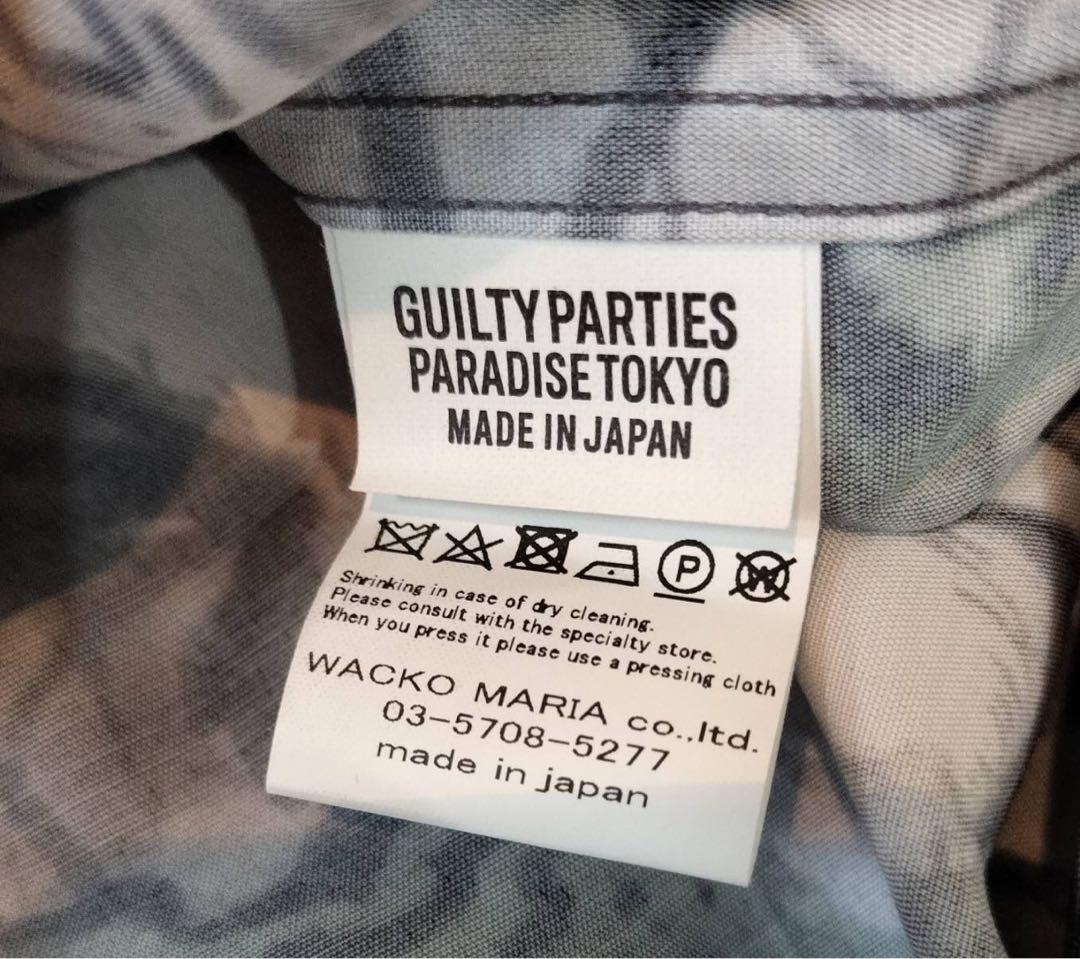 GUILTY PARTIES
PARADISE TOKYO
MADE IN JAPAN
P W
Shrinking in case of dry cleaning.
Please consult with the specialty store.
When you press it please use a pressing cloth
WACKO MARIA co.,ltd.
03-5708-5277
made in japan